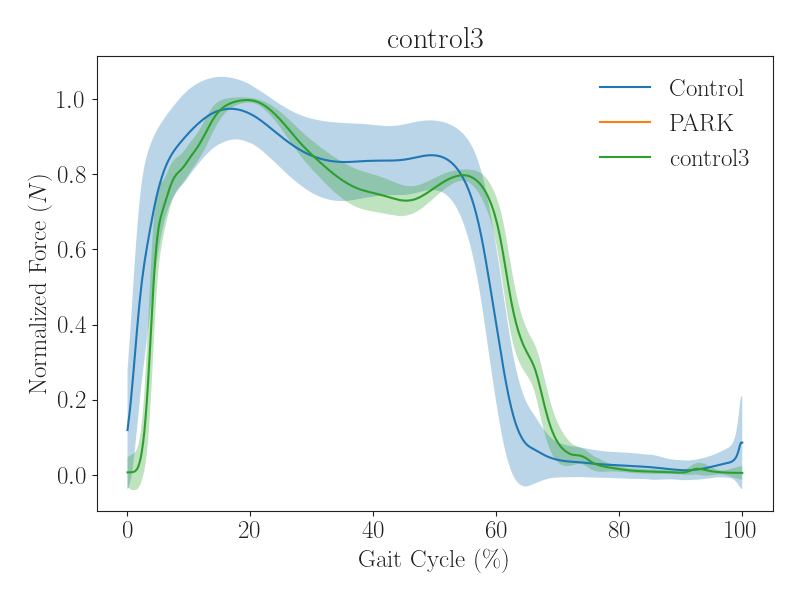 control3
Control
PARK
control3
1.0
0.8
0.6
0.4
0.2
0.0
Normalized Force (N)
0 20 40 60 80 100
Gait Cycle (%)